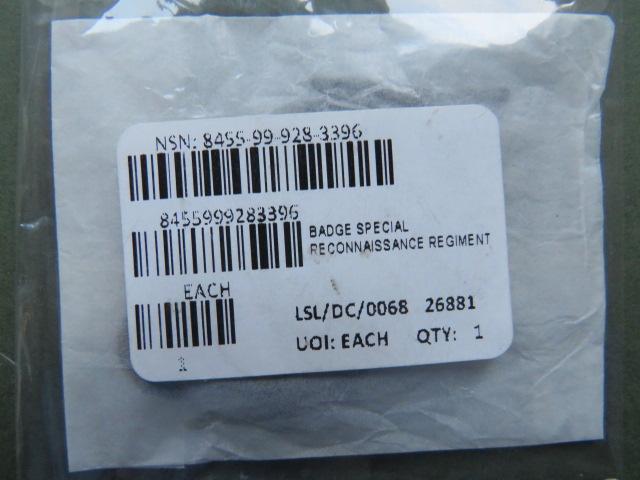 NSN: 8455-99-928-3396
8455999283396
BADGE SPECIAL
RECONNAISSANCE REGIMENT
EACH
LSL/DC/0068 26881
UOI: EACH QTY: 1
1